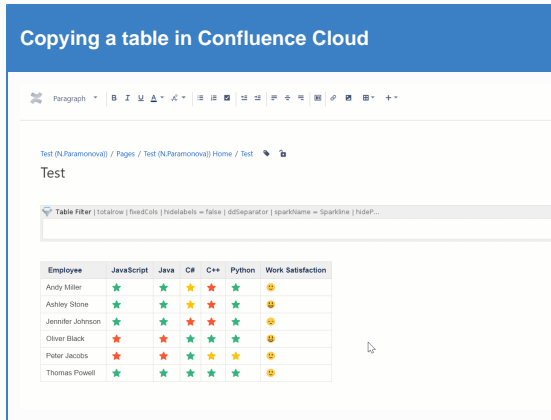 Copying a table in Confluence Cloud
Paragraph B I U A
Test (N.Paramonova)) / Pages / Test (N.Paramonova)) Home / Test
Test
Table Filter | totalrow | fixedCols | hidelabels = false | ddSeparator | sparkName = Sparkline | hideP...
Employee JavaScript Java C# C++ Python Work Satisfaction
Andy Miller
Ashley Stone
Jennifer Johnson
Oliver Black
Peter Jacobs
Thomas Powell